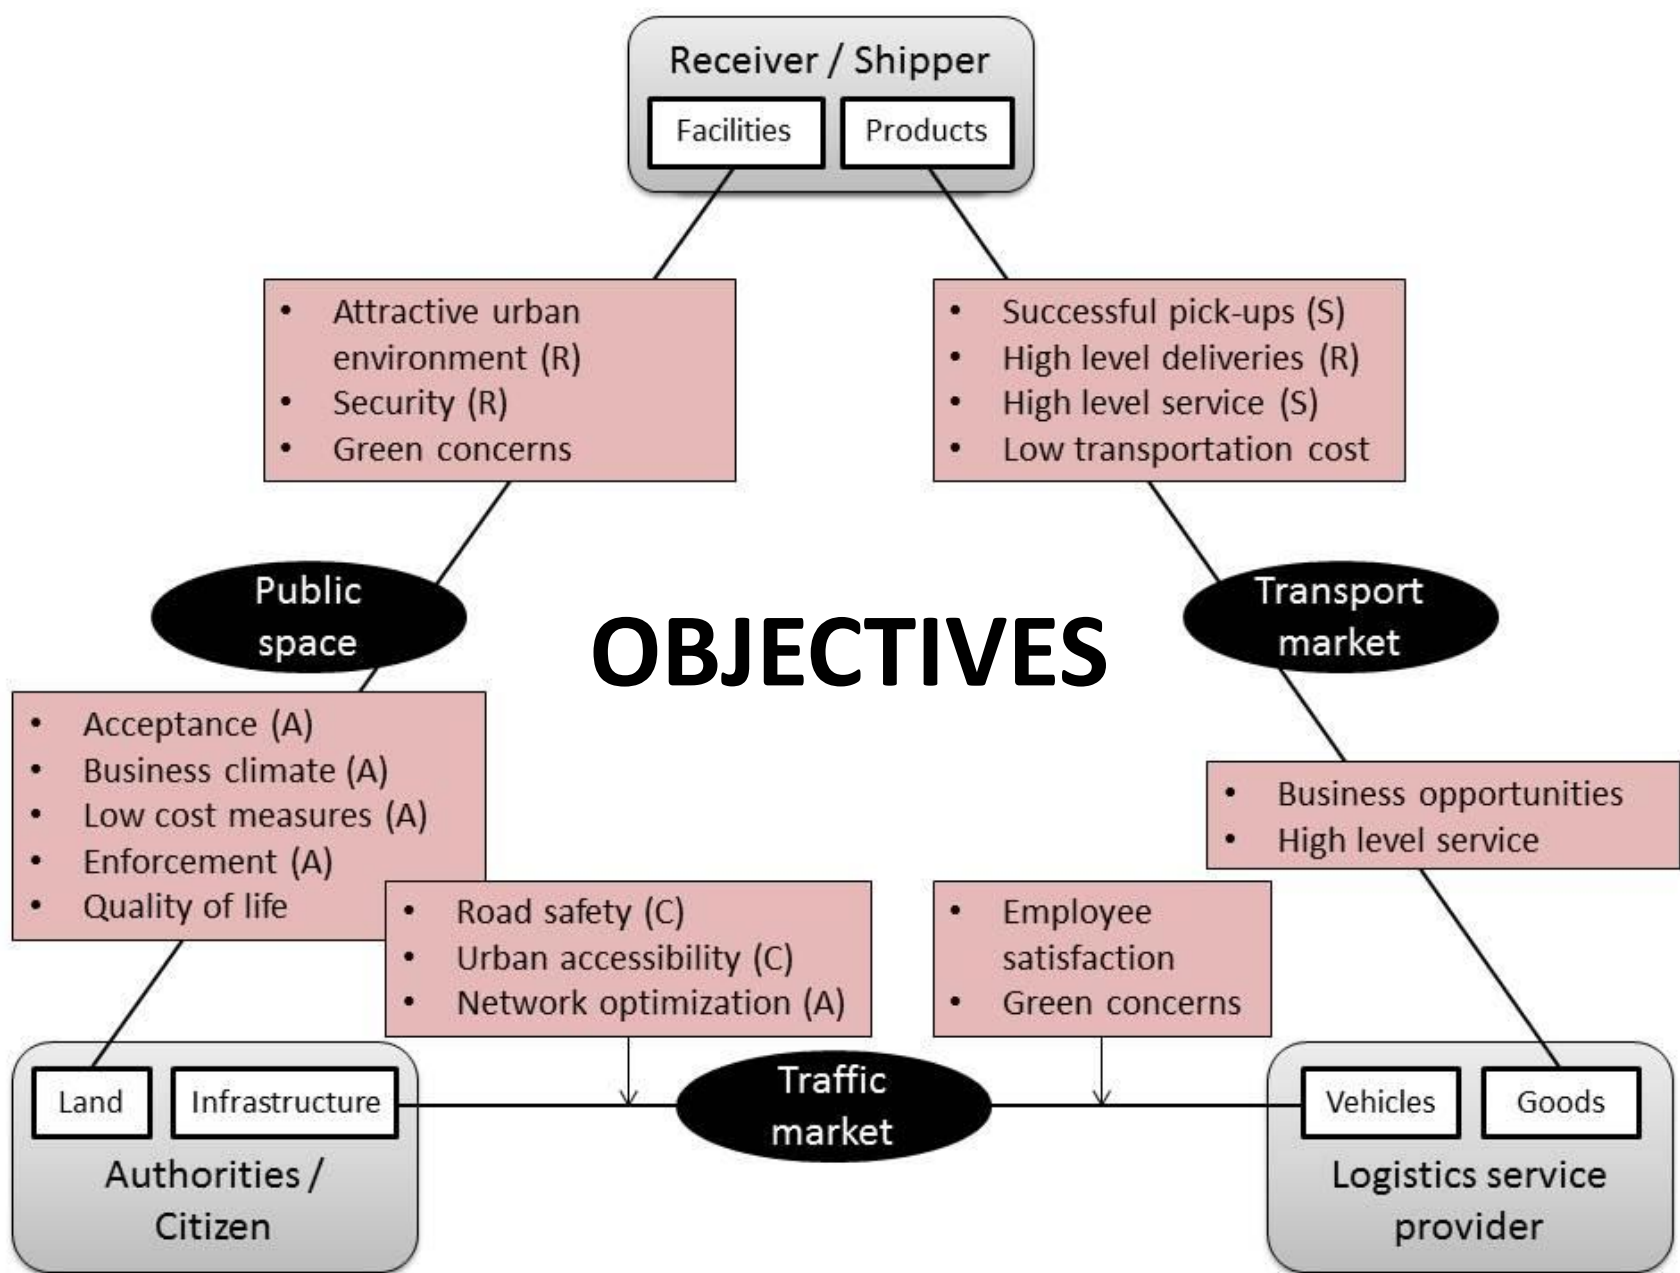 Receiver / Shipper
Facilities
Products
• Attractive urban
environment (R)
• Security (R)
• Green concerns
• Successful pick-ups (S)
• High level deliveries (R)
• High level service (S)
• Low transportation cost
Public
space
OBJECTIVES
Transport
market
• Acceptance (A)
• Business climate (A)
• Low cost measures (A)
• Enforcement (A)
• Quality of life
• Business opportunities
• High level service
• Road safety (C)
• Urban accessibility (C)
• Network optimization (A)
• Employee
satisfaction
• Green concerns
Land
Infrastructure
Authorities /
Citizen
Traffic
market
Vehicles
Goods
Logistics service
provider